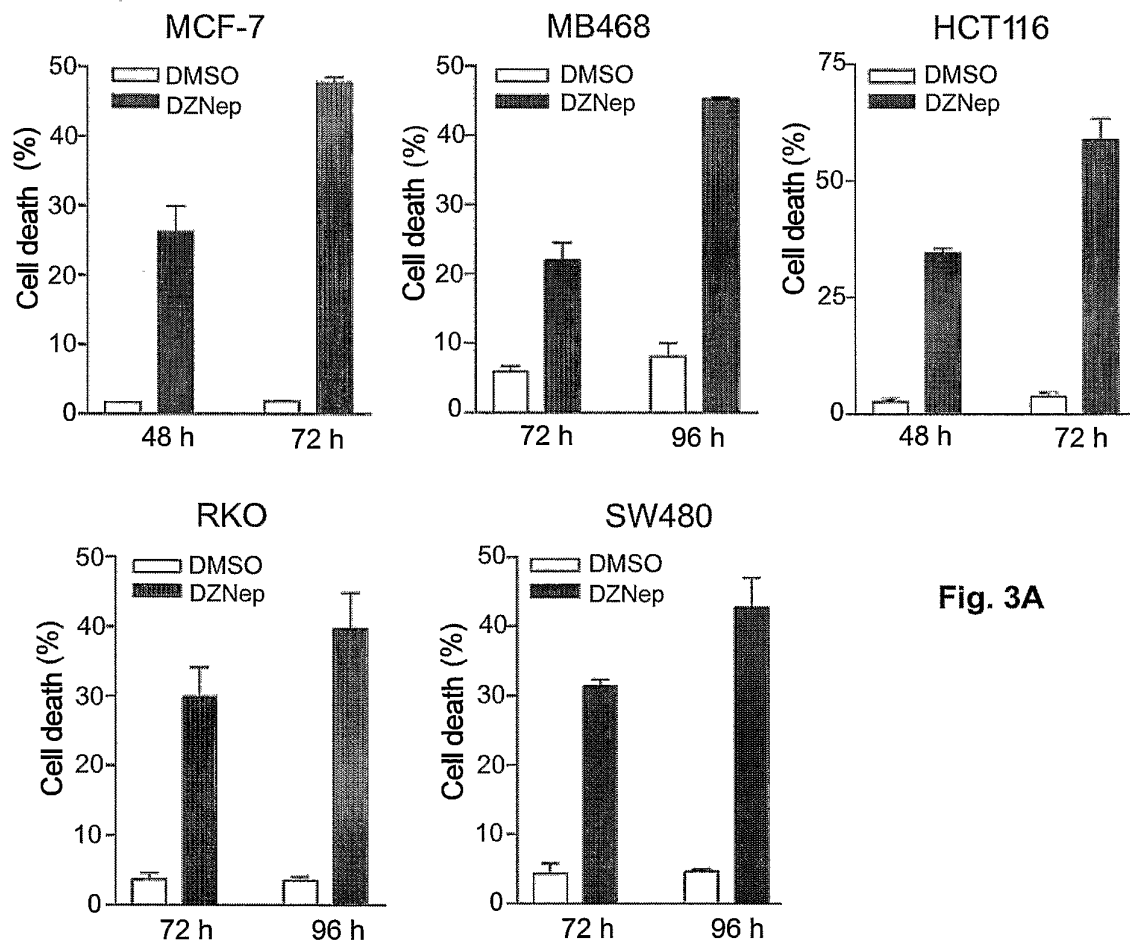 MCF-7
DMSO
DZNep
Cell death (%)
50
40
30
20
10
0
48 h
72 h
MB468
DMSO
DZNep
Cell death (%)
50
40
30
20
10
0
72 h
96 h
HCT116
DMSO
DZNep
Cell death (%)
75
50
25
0
48 h
72 h
RKO
DMSO
DZNep
Cell death (%)
50
40
30
20
10
0
72 h
96 h
SW480
DMSO
DZNep
Cell death (%)
50
40
30
20
10
0
72 h
96 h
Fig. 3A